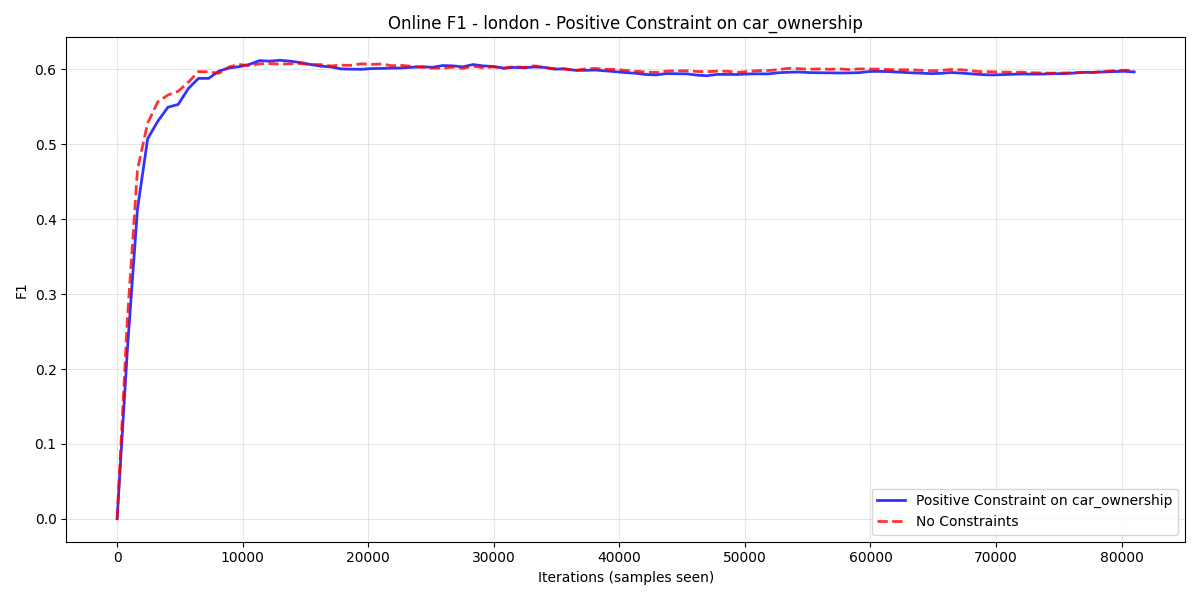 Online F1 - london - Positive Constraint on car_ownership
F1
0.6
0.5
0.4
0.3
0.2
0.1
0.0
0 10000 20000 30000 40000 50000 60000 70000 80000
Iterations (samples seen)
Positive Constraint on car_ownership
No Constraints